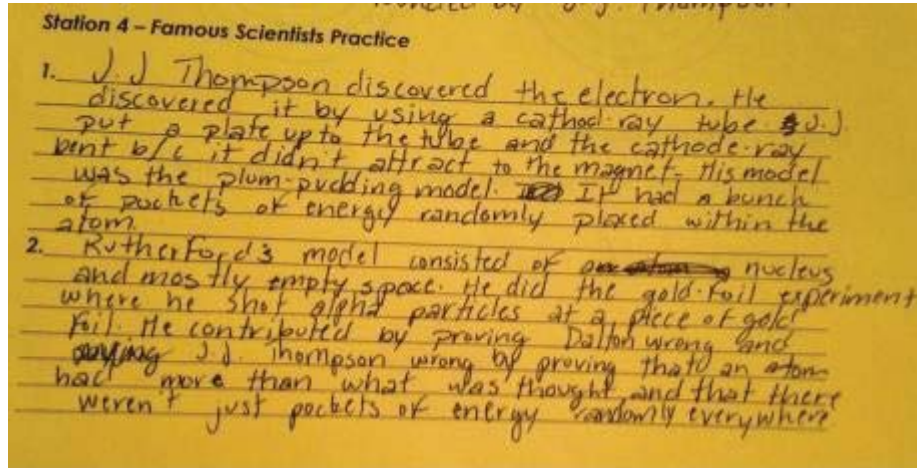 Station 4 – Famous Scientists Practice
1. J.J Thompson discovered the electron. He
discovered it by using a cathod-ray tube. J.J.
put a plate up to the tube and the cathode-ray
bent b/c it didn't attract to the magnet. His model
was the plum-pudding model. It had a bunch
of pockets of energy randomly placed within the
atom.
2. Rutherford's model consisted of nucleus
and mostly empty space. He did the gold-foil experiment
where he shot alpha particles at a piece of gold
foil. He contributed by proving Dalton wrong and
J.J. Thompson wrong by proving that an atom
had more than what was thought, and that there
weren't just pockets of energy randomly everywhere